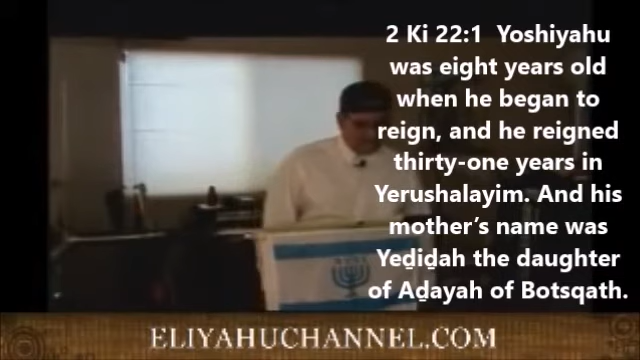 2 Ki 22:1  Yoshiyahu
was eight years old
when he began to
reign, and he reigned
thirty-one years in
Yerushalayim. And his
mother’s name was
Yeḏiḏah the daughter
of Aḏayah of Botsqath.
ELIYAHUCHANNEL.COM